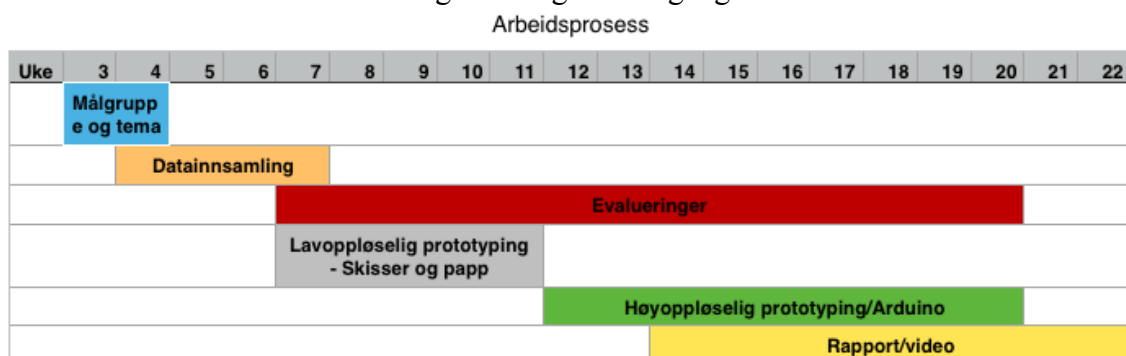 Arbeidsprosess
Uke 3 4 5 6 7 8 9 10 11 12 13 14 15 16 17 18 19 20 21 22
Målgrupp
e og tema
Datainnsamling
Evalueringer
Lavoppløselig prototyping
- Skisser og papp
Høyoppløselig prototyping/Arduino
Rapport/video